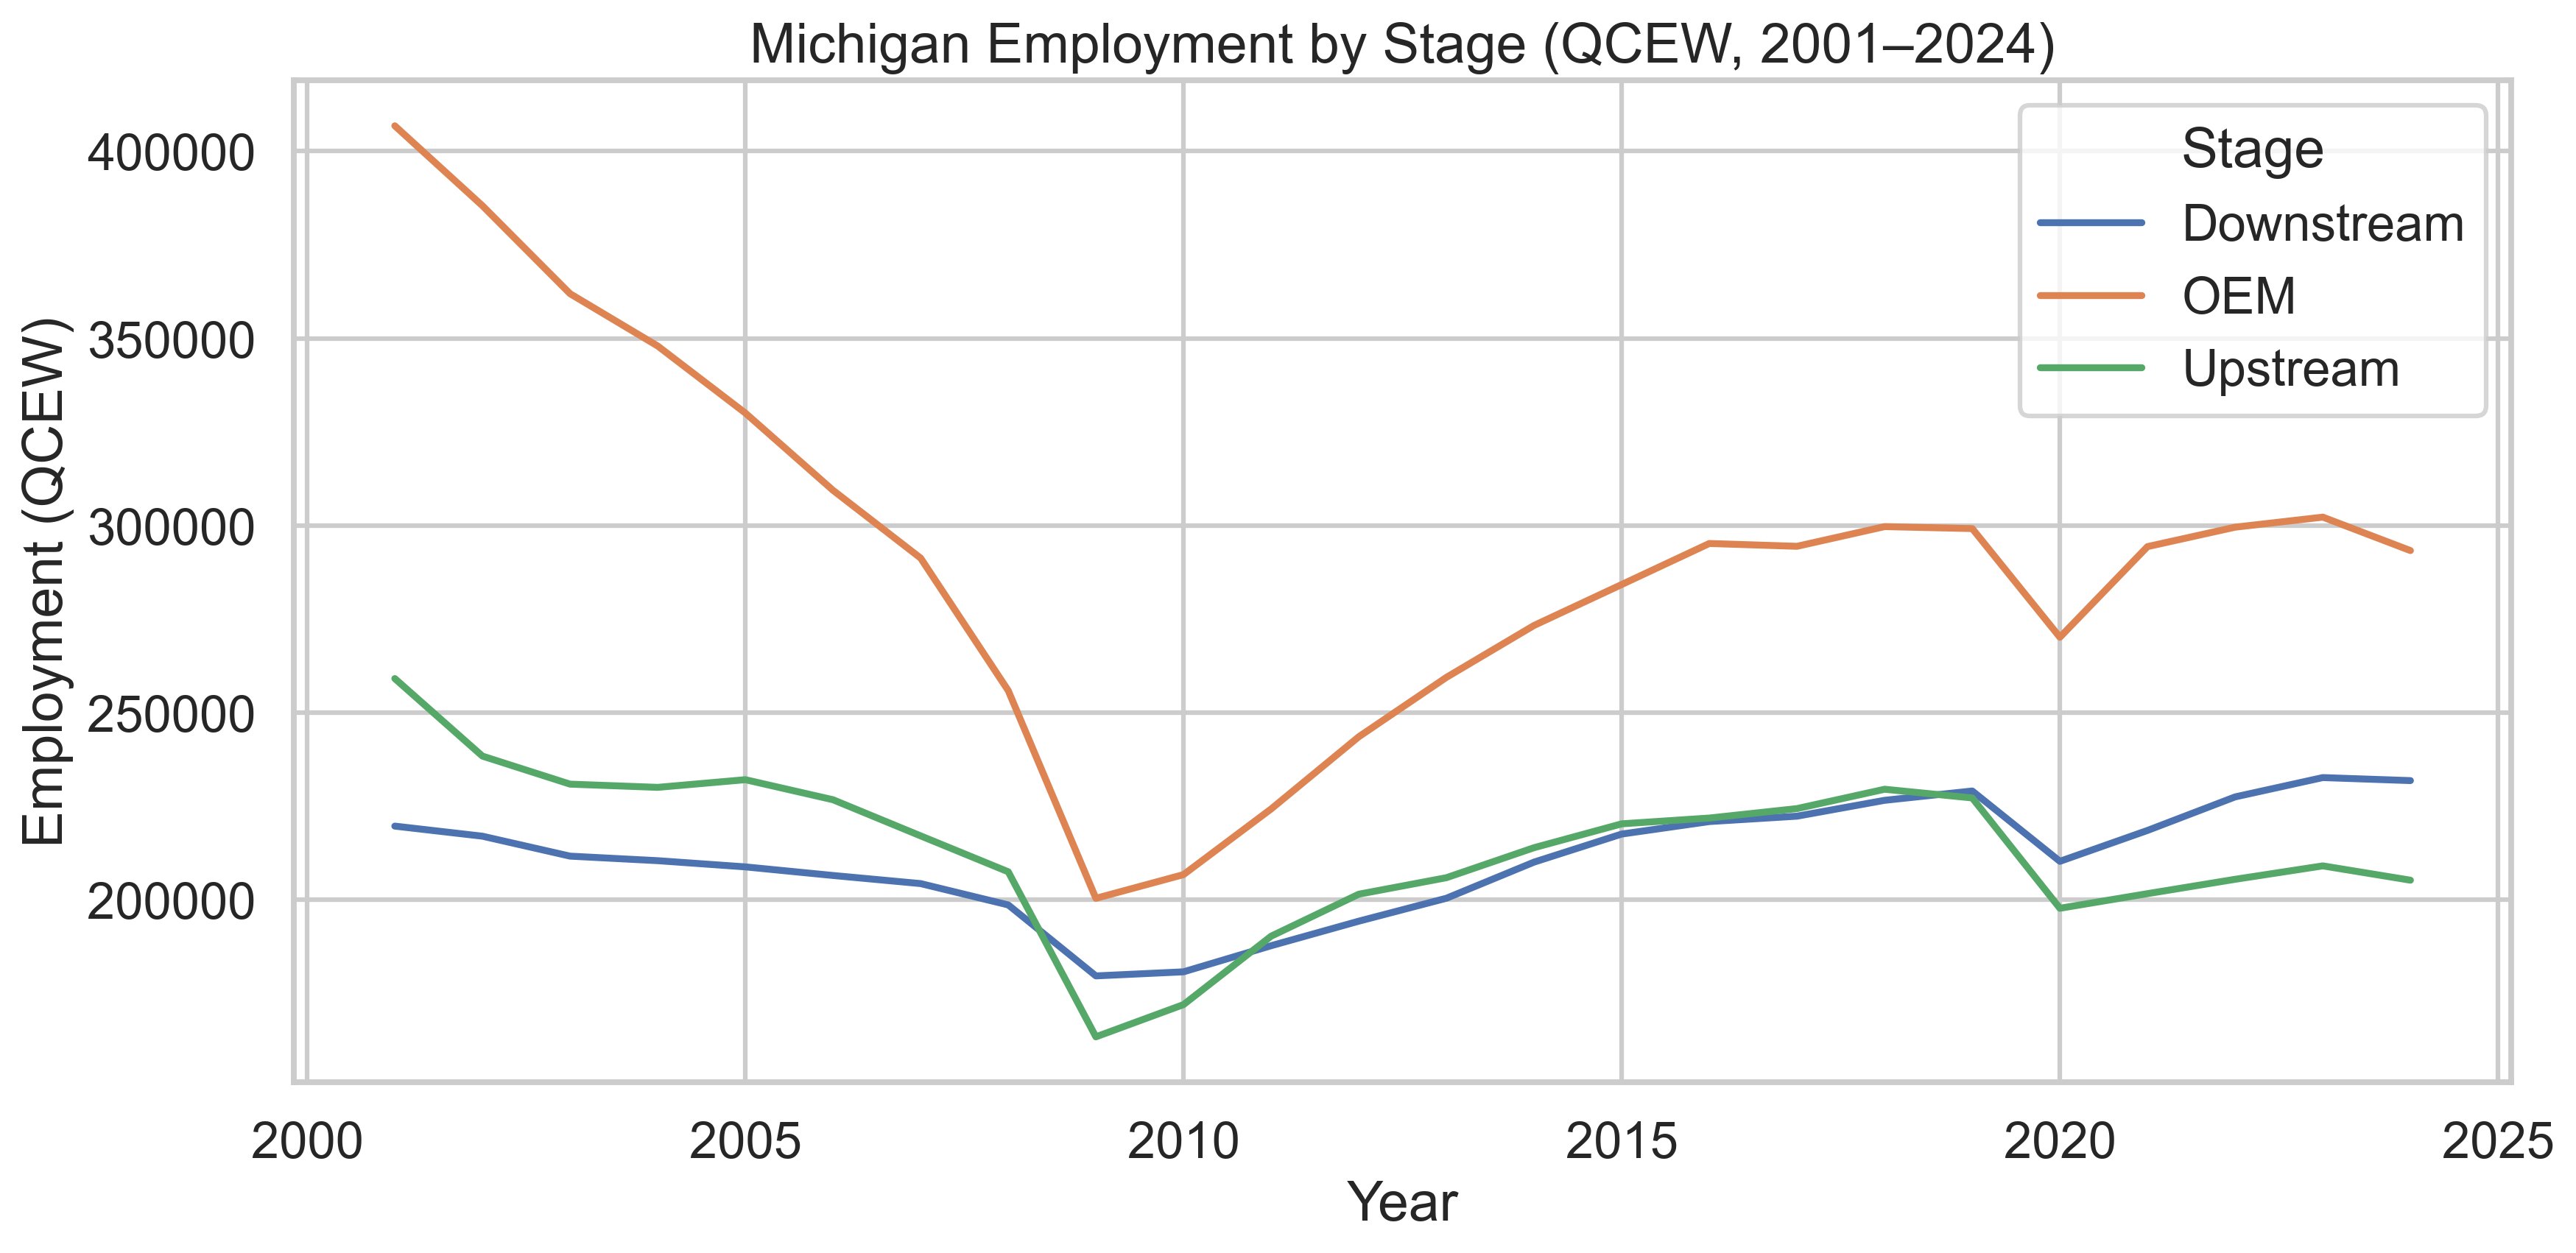 Michigan Employment by Stage (QCEW, 2001–2024)
Employment (QCEW)
400000
350000
300000
250000
200000
Stage
Downstream
OEM
Upstream
2000 2005 2010 2015 2020 2025
Year